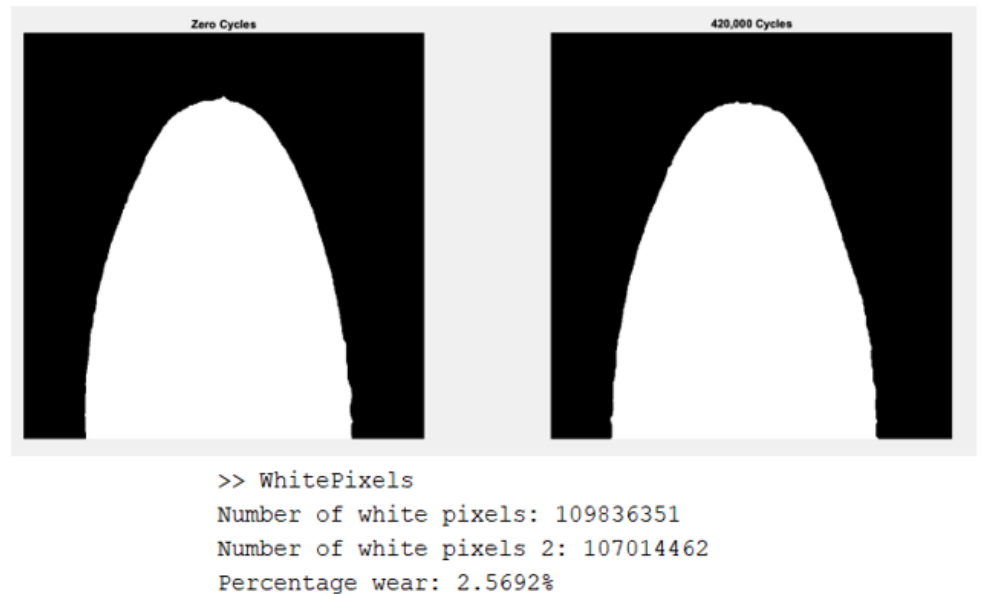 Zero Cycles
420,000 Cycles
>> WhitePixels
Number of white pixels: 109836351
Number of white pixels 2: 107014462
Percentage wear: 2.5692%